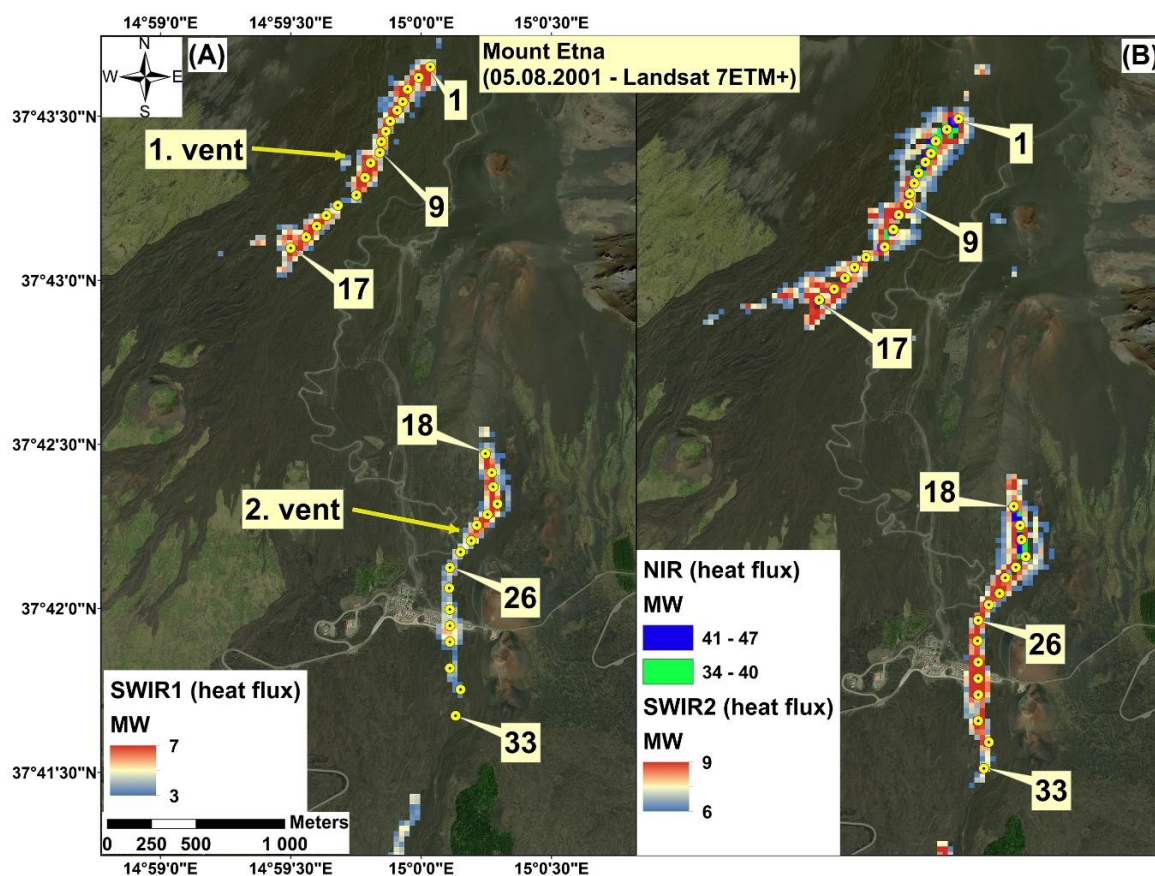 14°59'0"E 14°59'30"E 15°0'0"E 15°0'30"E
N
W E
S
(A)
Mount Etna
(05.08.2001 - Landsat 7ETM+)
(B)
1
1
37°43'30"N
1. vent
9
9
37°43'0"N
17
17
37°42'30"N
18
18
2. vent
26
26
37°42'0"N
33
33
37°41'30"N
SWIR1 (heat flux)
MW
7
3
0 250 500 1 000 Meters
NIR (heat flux)
MW
41 - 47
34 - 40
SWIR2 (heat flux)
MW
9
6
14°59'0"E 14°59'30"E 15°0'0"E 15°0'30"E